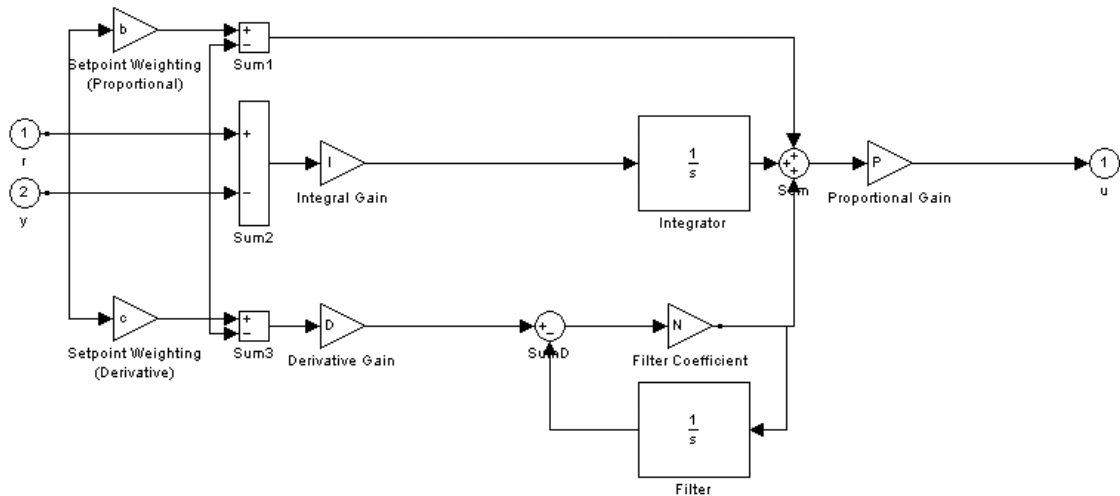 b
+
−
Setpoint Weighting
(Proportional)
Sum1
1
r
+
−
Sum2
I
Integral Gain
1
s
Integrator
+
+
+
Sum
P
Proportional Gain
1
u
2
y
c
Setpoint Weighting
(Derivative)
+
−
Sum3
D
Derivative Gain
+
−
SumD
N
Filter Coefficient
1
s
Filter